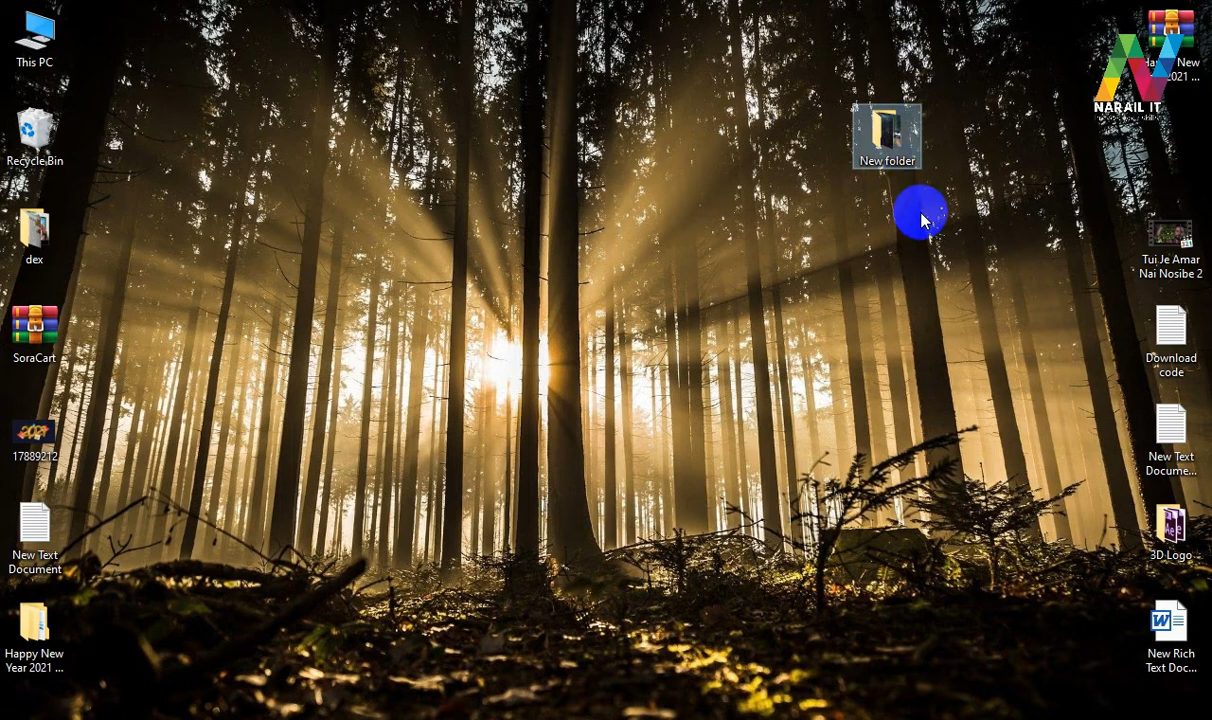 This PC
Recycle Bin
dex
SoraCart
17889212
New Text
Document
Happy New
Year 2021 ...
New folder
New
2021 ...
NARAIL IT
Tui Je Amar
Nai Nosibe 2
Download
code
New Text
Docume...
3D Logo
New Rich
Text Doc...